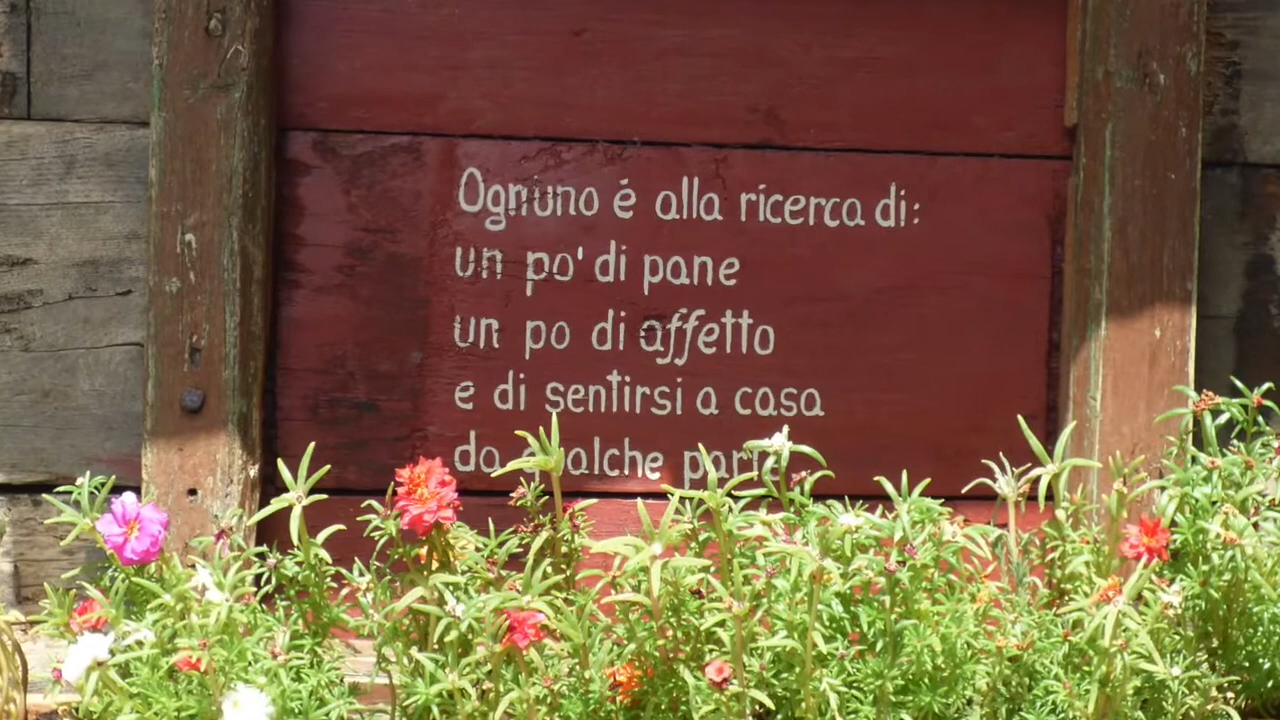 Ognuno é alla ricerca di:
un po' di pane
un po di affetto
e di sentirsi a casa
da qualche parte